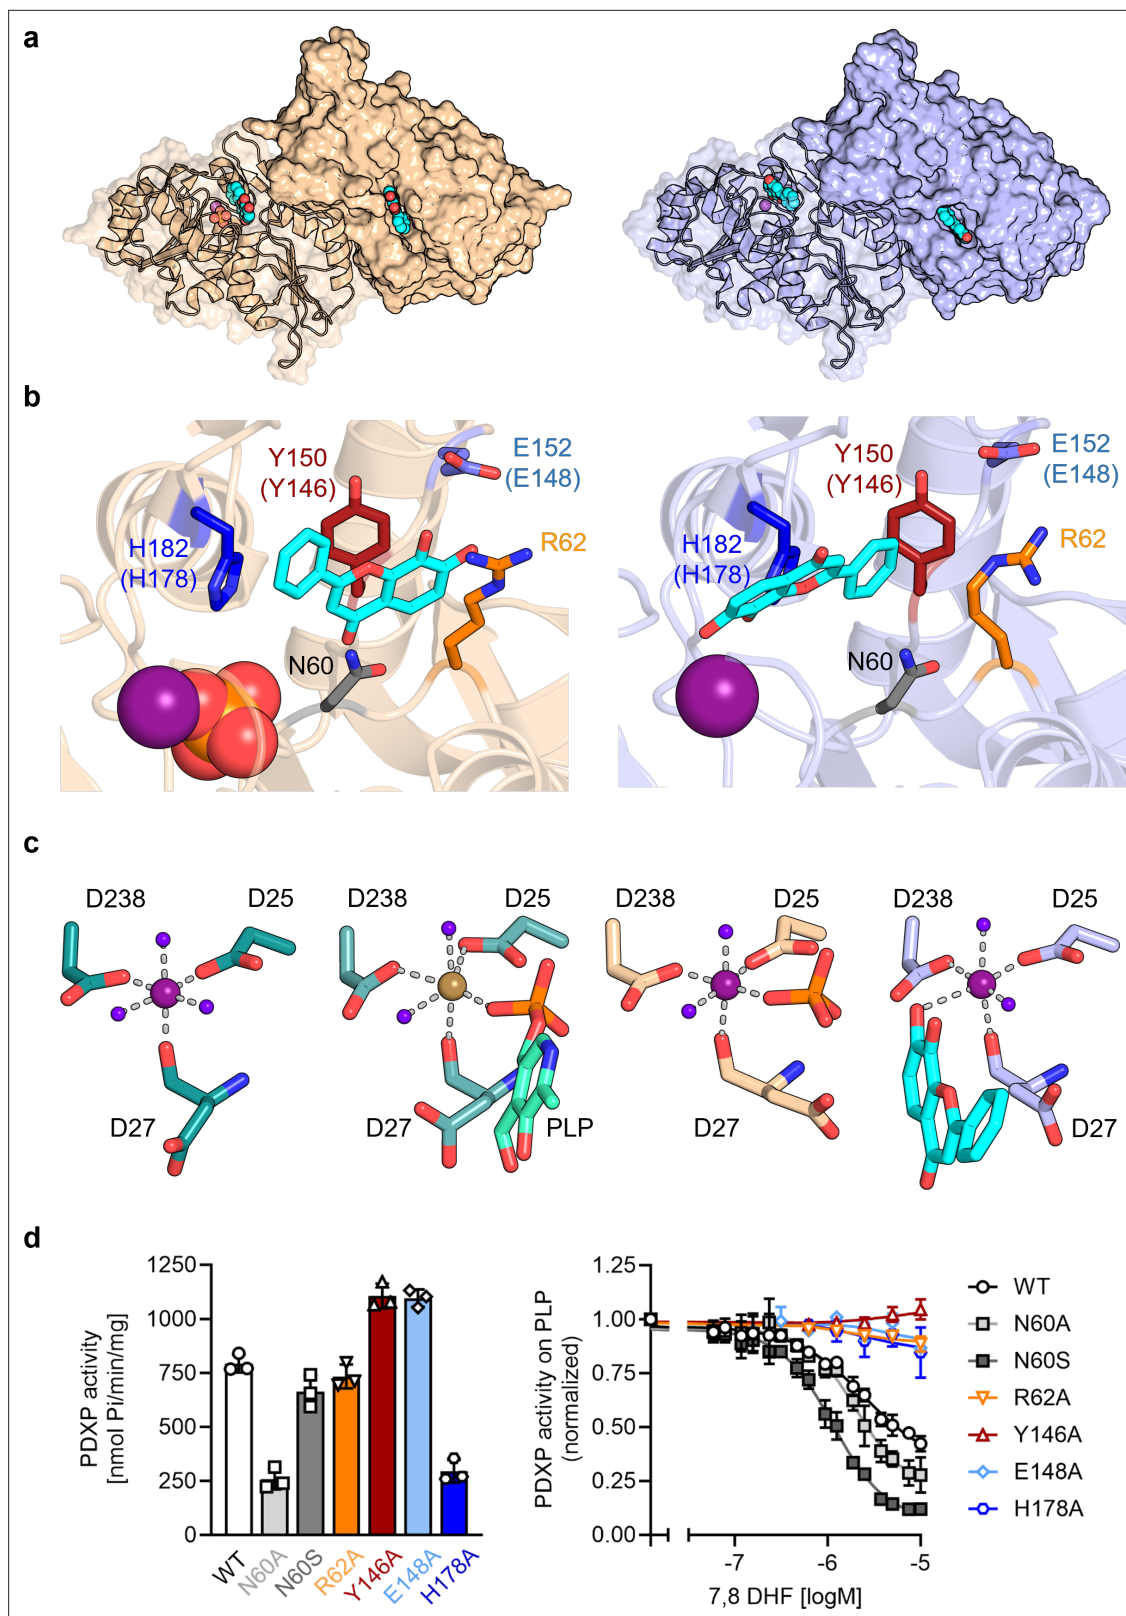 a
b
Y150
(Y146)
E152
(E148)
H182
(H178)
R62
N60
Y150
(Y146)
E152
(E148)
H182
(H178)
R62
N60
c
D238
D25
D27
D238
D25
D27
PLP
D238
D25
D27
D238
D25
D27
d
PDXP activity
[nmol Pi/min/mg]
1250
1000
750
500
250
0
WT
N60A
N60S
R62A
Y146A
E148A
H178A
PDXP activity on PLP
(normalized)
1.25
1.00
0.75
0.50
0.25
0.00
-7
-6
-5
7,8 DHF [logM]
WT
N60A
N60S
R62A
Y146A
E148A
H178A